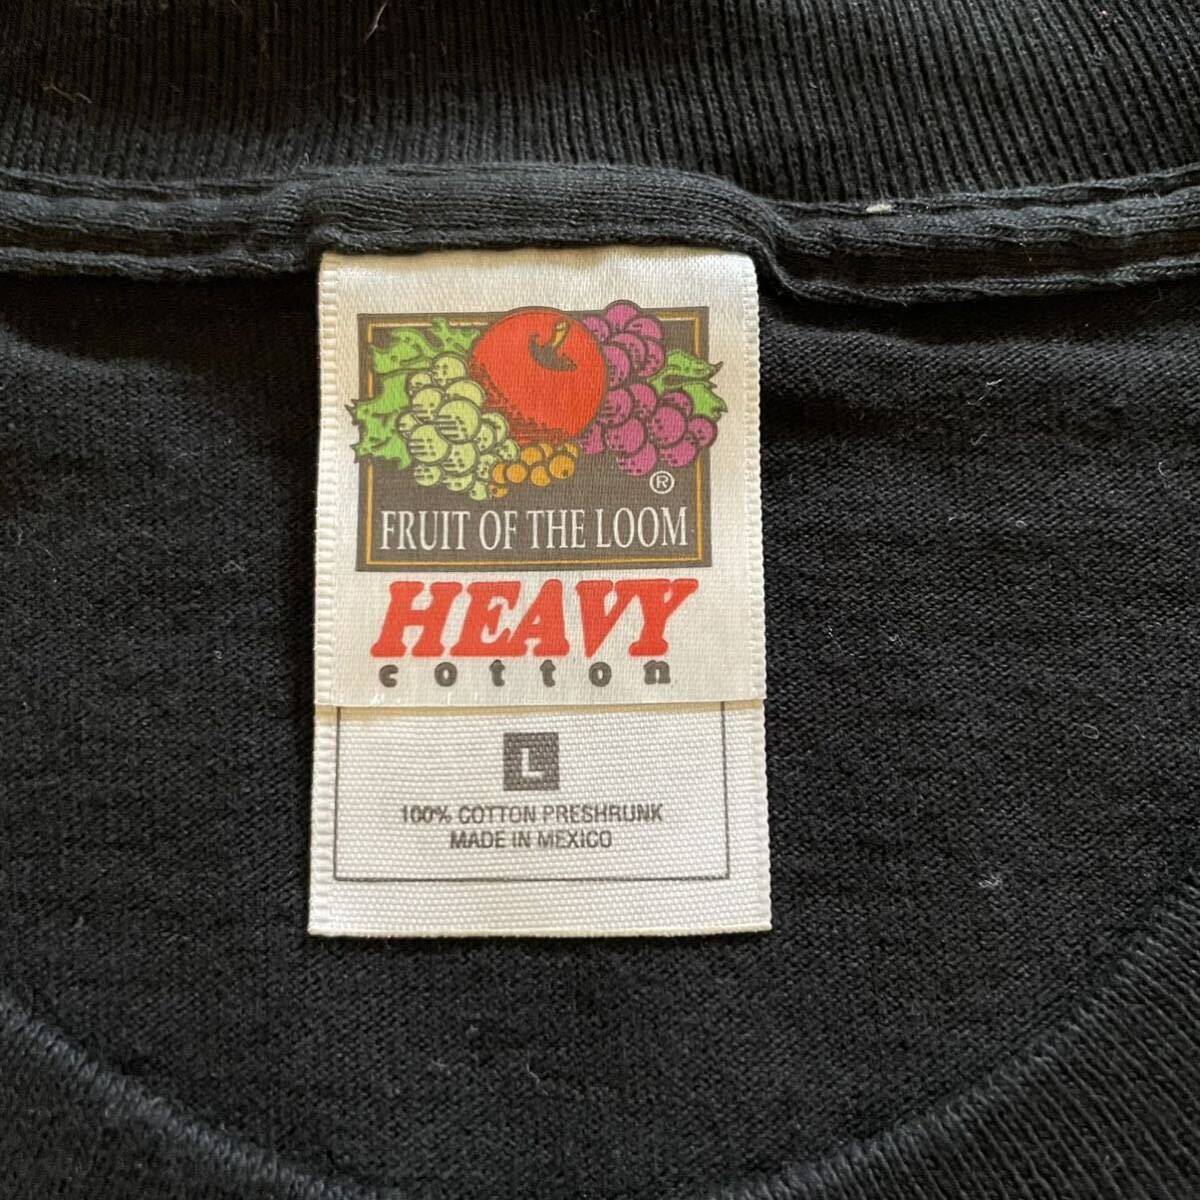 ®
FRUIT OF THE LOOM
HEAVY
cotton
L
100% COTTON PRESHRUNK
MADE IN MEXICO